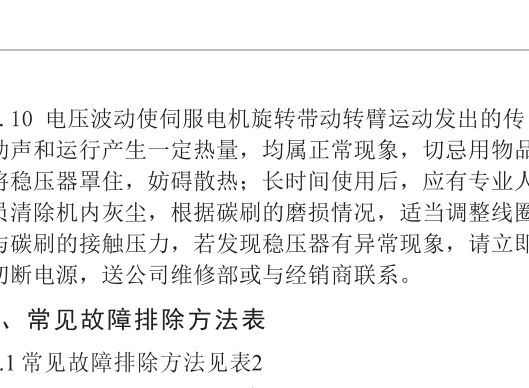 .10 电压波动使伺服电机旋转带动转臂运动发出的传
动声和运行产生一定热量，均属正常现象，切忌用物品
将稳压器罩住，妨碍散热；长时间使用后，应有专业人
员清除机内灰尘，根据碳刷的磨损情况，适当调整线圈
与碳刷的接触压力，若发现稳压器有异常现象，请立即
切断电源，送公司维修部或与经销商联系。
、常见故障排除方法表
.1 常见故障排除方法见表2